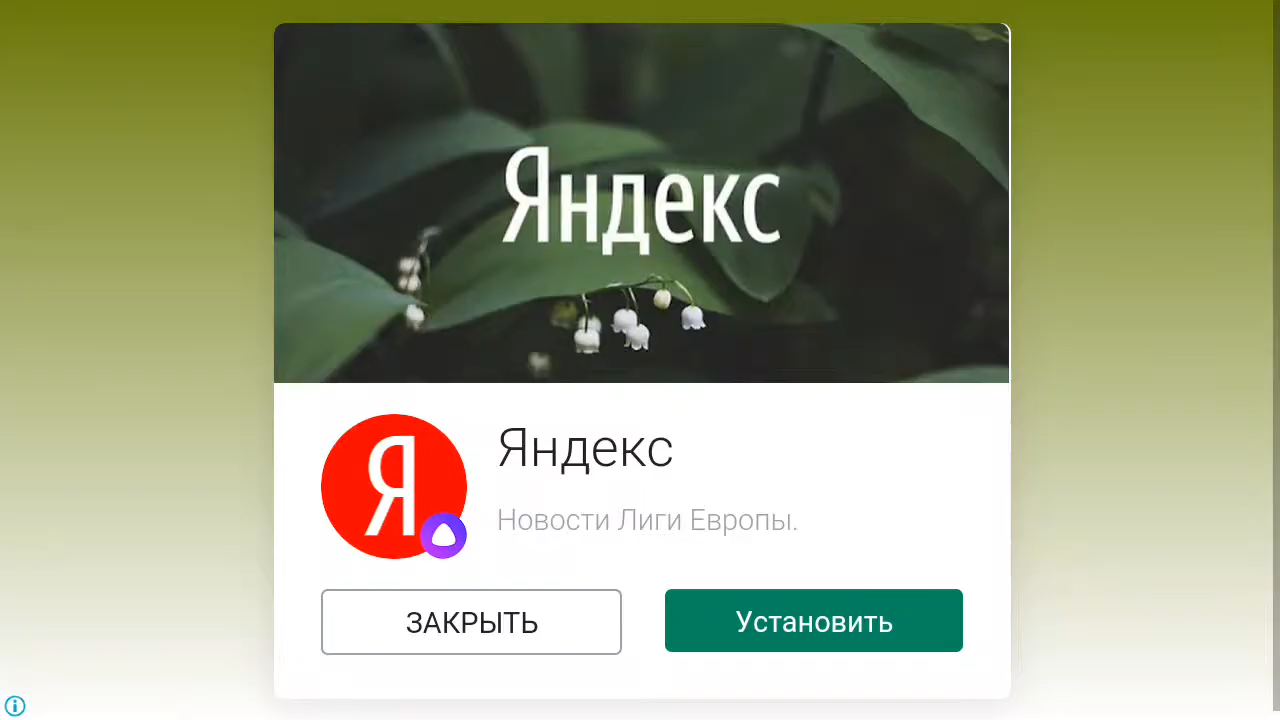 Яндекс
Я
Яндекс
Новости Лиги Европы.
ЗАКРЫТЬ
Установить